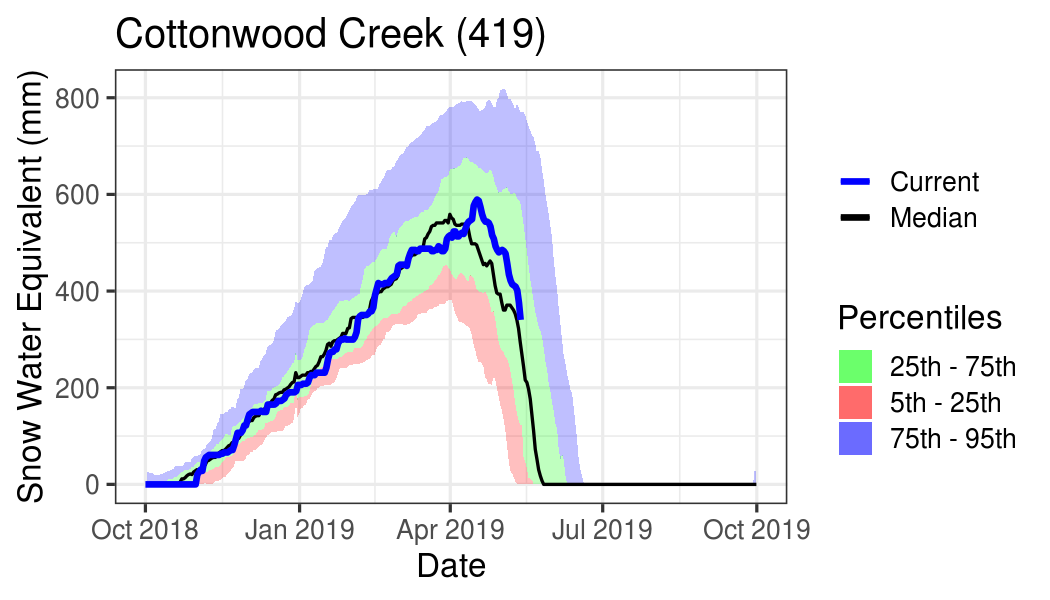 Cottonwood Creek (419)
Snow Water Equivalent (mm)
800
600
400
200
0
Oct 2018
Jan 2019
Apr 2019
Jul 2019
Oct 2019
Date
Current
Median
Percentiles
25th - 75th
5th - 25th
75th - 95th